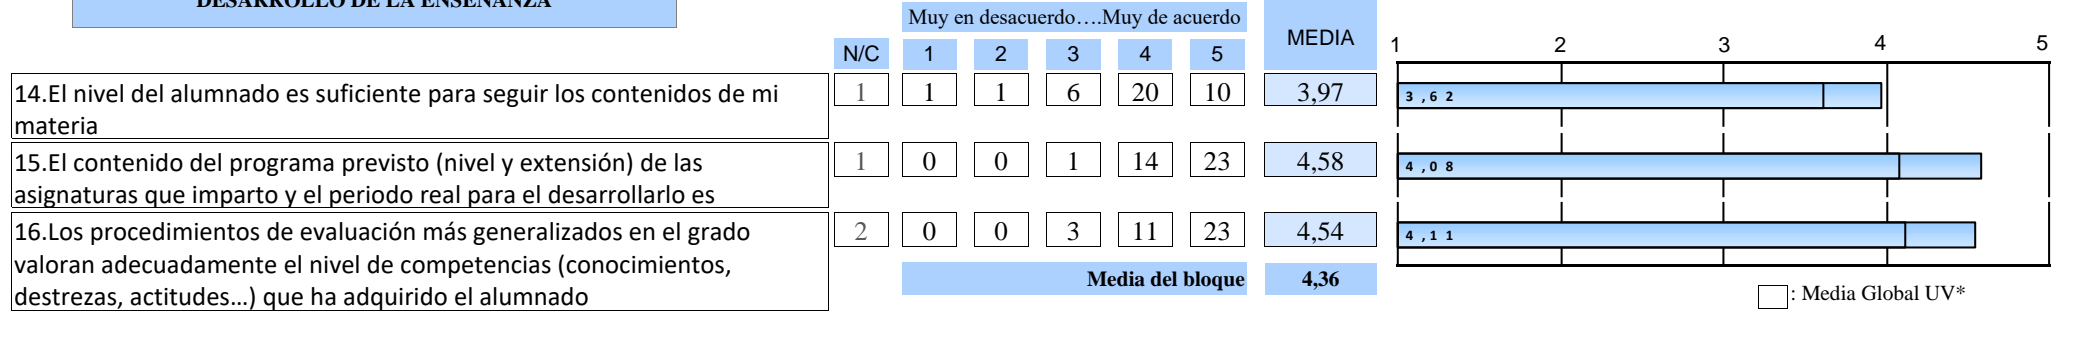 DESARROLLO DE LA ENSEÑANZA
Muy en desacuerdo….Muy de acuerdo
MEDIA
N/C 1 2 3 4 5
1 2 3 4 5
14.El nivel del alumnado es suficiente para seguir los contenidos de mi
materia
1 1 1 6 20 10 3,97
3,62
15.El contenido del programa previsto (nivel y extensión) de las
asignaturas que imparto y el periodo real para el desarrollarlo es
1 0 0 1 14 23 4,58
4,08
16.Los procedimientos de evaluación más generalizados en el grado
valoran adecuadamente el nivel de competencias (conocimientos,
destrezas, actitudes…) que ha adquirido el alumnado
2 0 0 3 11 23 4,54
4,11
Media del bloque 4,36
: Media Global UV*